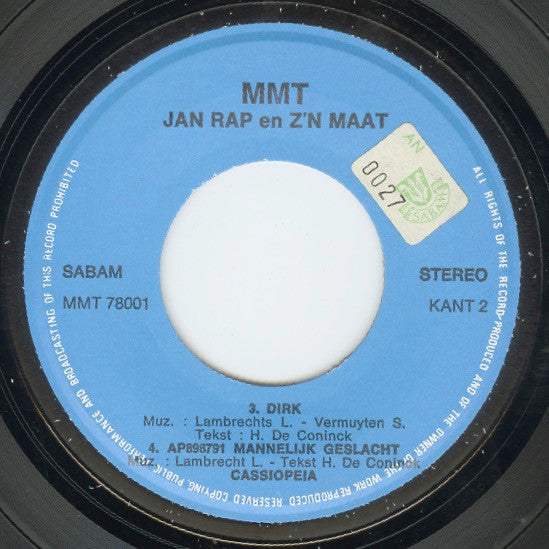 MMT
JAN RAP en Z'N MAAT
AN
0027
SABAM
SABAM
MMT 78001
STEREO
KANT 2
3. DIRK
Muz. : Lambrechts L. - Vermuyten S.
Tekst : H. De Coninck
4. AP898791 MANNELIJK GESLACHT
Muz. : Lambrecht L. - Tekst H. De Coninck
CASSIOPEIA
ALL RIGHTS OF THE RECORD-PRODUCED AND OF THE OWNER OF THE WORK REPRODUCED RESERVED COPYING PUBLIC PERFORMANCE AND BROADCASTING OF THIS RECORD PROHIBITED